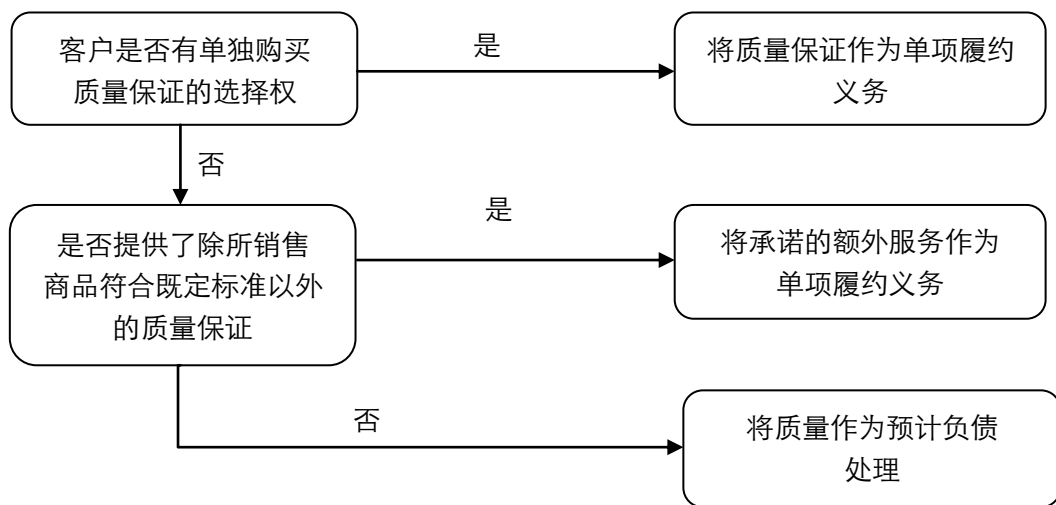 客户是否有单独购买
质量保证的选择权
是
将质量保证作为单项履约
义务
否
是否提供了除所销售
商品符合既定标准以外
的质量保证
是
将承诺的额外服务作为
单项履约义务
否
将质量作为预计负债
处理